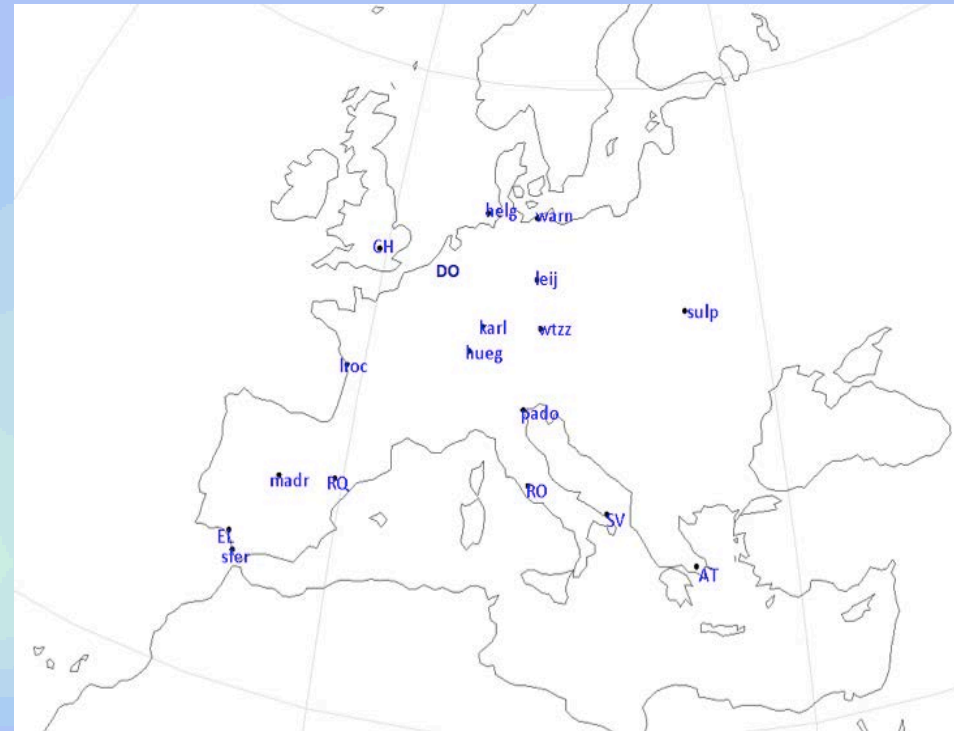 helg
warn
CH
DO
leij
sulp
karl
wtzz
hueg
lroc
pado
madr
RQ
RO
SV
EL
sfer
AT